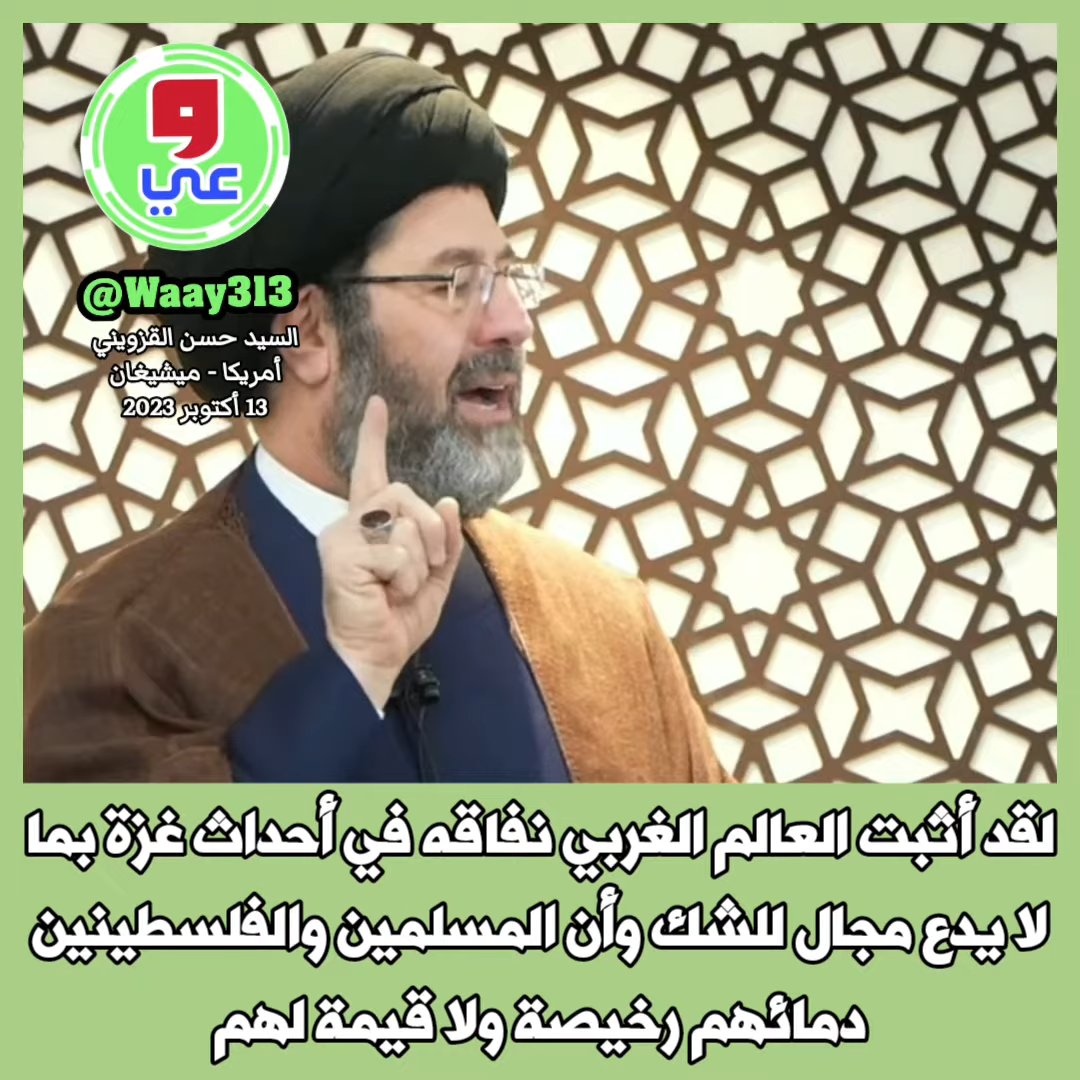 وعي
@Waay313
السيد حسن القزويني
أمريكا - ميشيغان
13 أكتوبر 2023
لقد أثبت العالم الغربي نفاقه في أحداث غزة بما
لا يدع مجال للشك وأن المسلمين والفلسطينين
دمائهم رخيصة ولا قيمة لهم